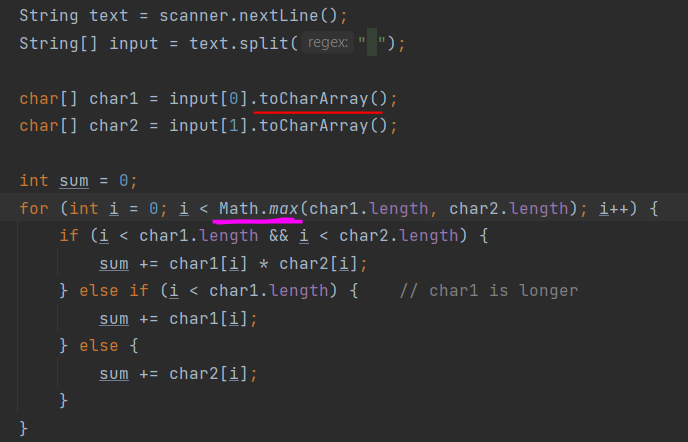 String text = scanner.nextLine();
String[] input = text.split( regex: " ");
char[] char1 = input[0].toCharArray();
char[] char2 = input[1].toCharArray();
int sum = 0;
for (int i = 0; i < Math.max(char1.length, char2.length); i++) {
if (i < char1.length && i < char2.length) {
sum += char1[i] * char2[i];
} else if (i < char1.length) { // char1 is longer
sum += char1[i];
} else {
sum += char2[i];
}
}